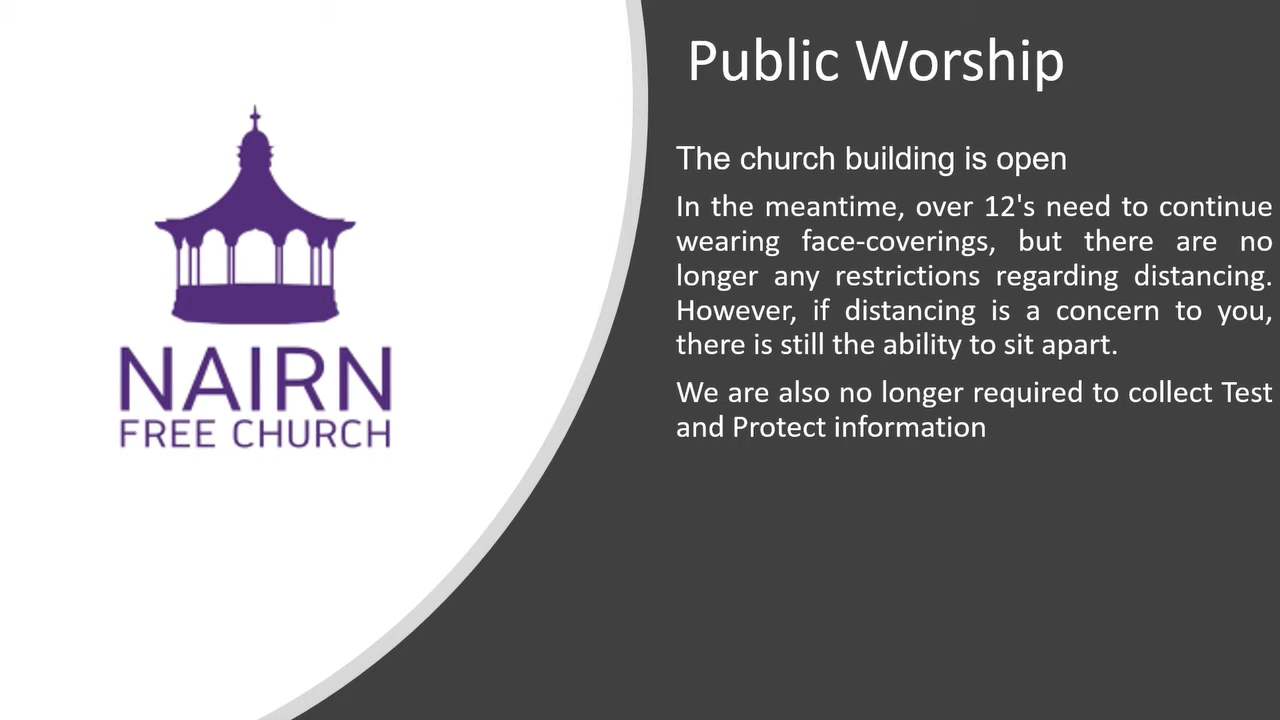 Public Worship
The church building is open
In the meantime, over 12's need to continue
wearing face-coverings, but there are no
longer any restrictions regarding distancing.
However, if distancing is a concern to you,
there is still the ability to sit apart.
We are also no longer required to collect Test
and Protect information
NAIRN
FREE CHURCH